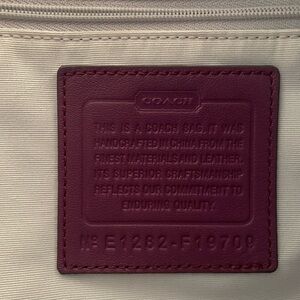 COACH
THIS IS A COACH BAG. IT WAS
HANDCRAFTED IN CHINA FROM THE
FINEST MATERIALS AND LEATHER.
ITS SUPERIOR CRAFTSMANSHIP
REFLECTS OUR COMMITMENT TO
ENDURING QUALITY.
Nº E1262-F19709